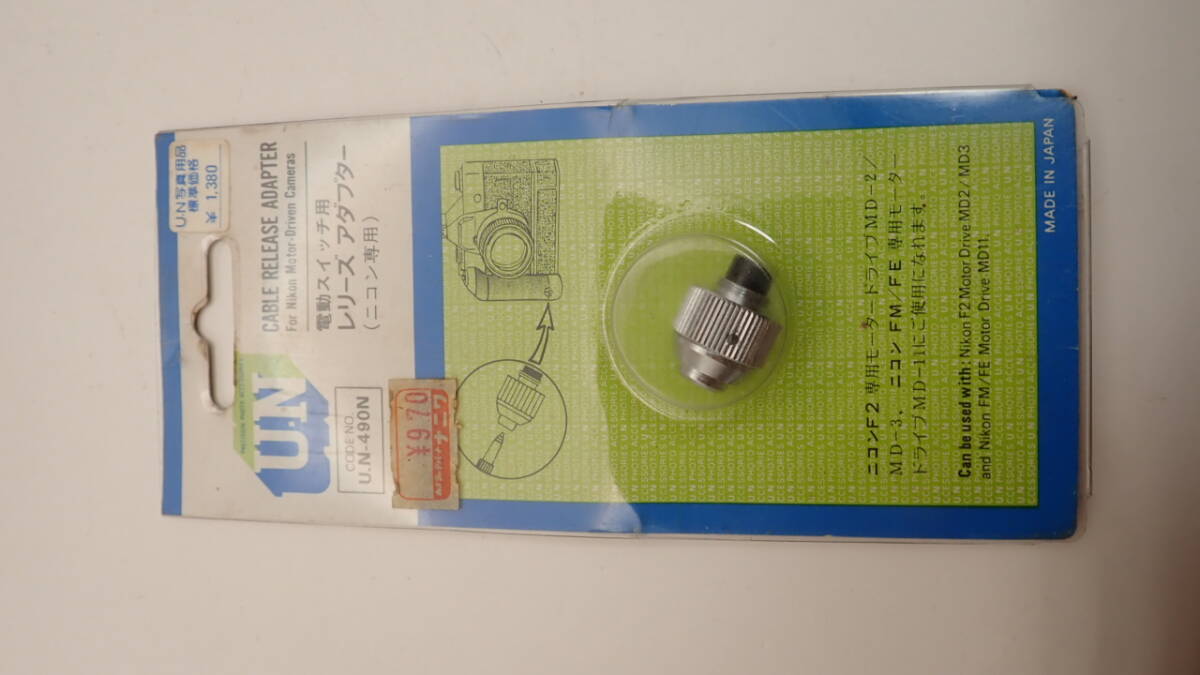 U.N写真用品
標準価格
¥ 1,380
CABLE RELEASE ADAPTER
For Nikon Motor-Driven Cameras
電動スイッチ用
レリーズ アダプター
(ニコン専用)
U.N
CODE NO.
U.N-490N
¥970
ナニワ
ニコンF2専用モータードライブMD-2/
MD-3、ニコン FM/FE 専用モータ
ドライブMD-11にご使用になれます。
Can be used with: Nikon F2 Motor Drive MD2/MD3
and Nikon FM/FE Motor Drive MD11.
MADE IN JAPAN